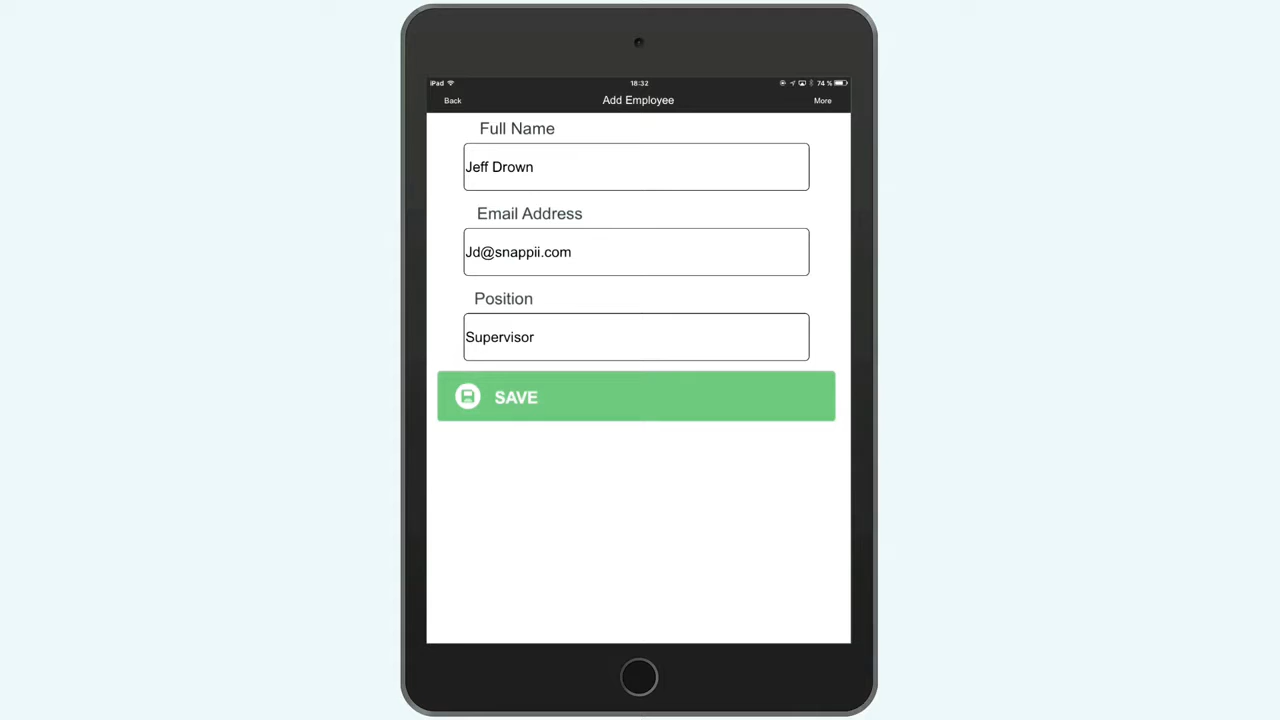 iPad 18:32 74 %
Back Add Employee More
Full Name
Jeff Drown
Email Address
Jd@snappii.com
Position
Supervisor
SAVE